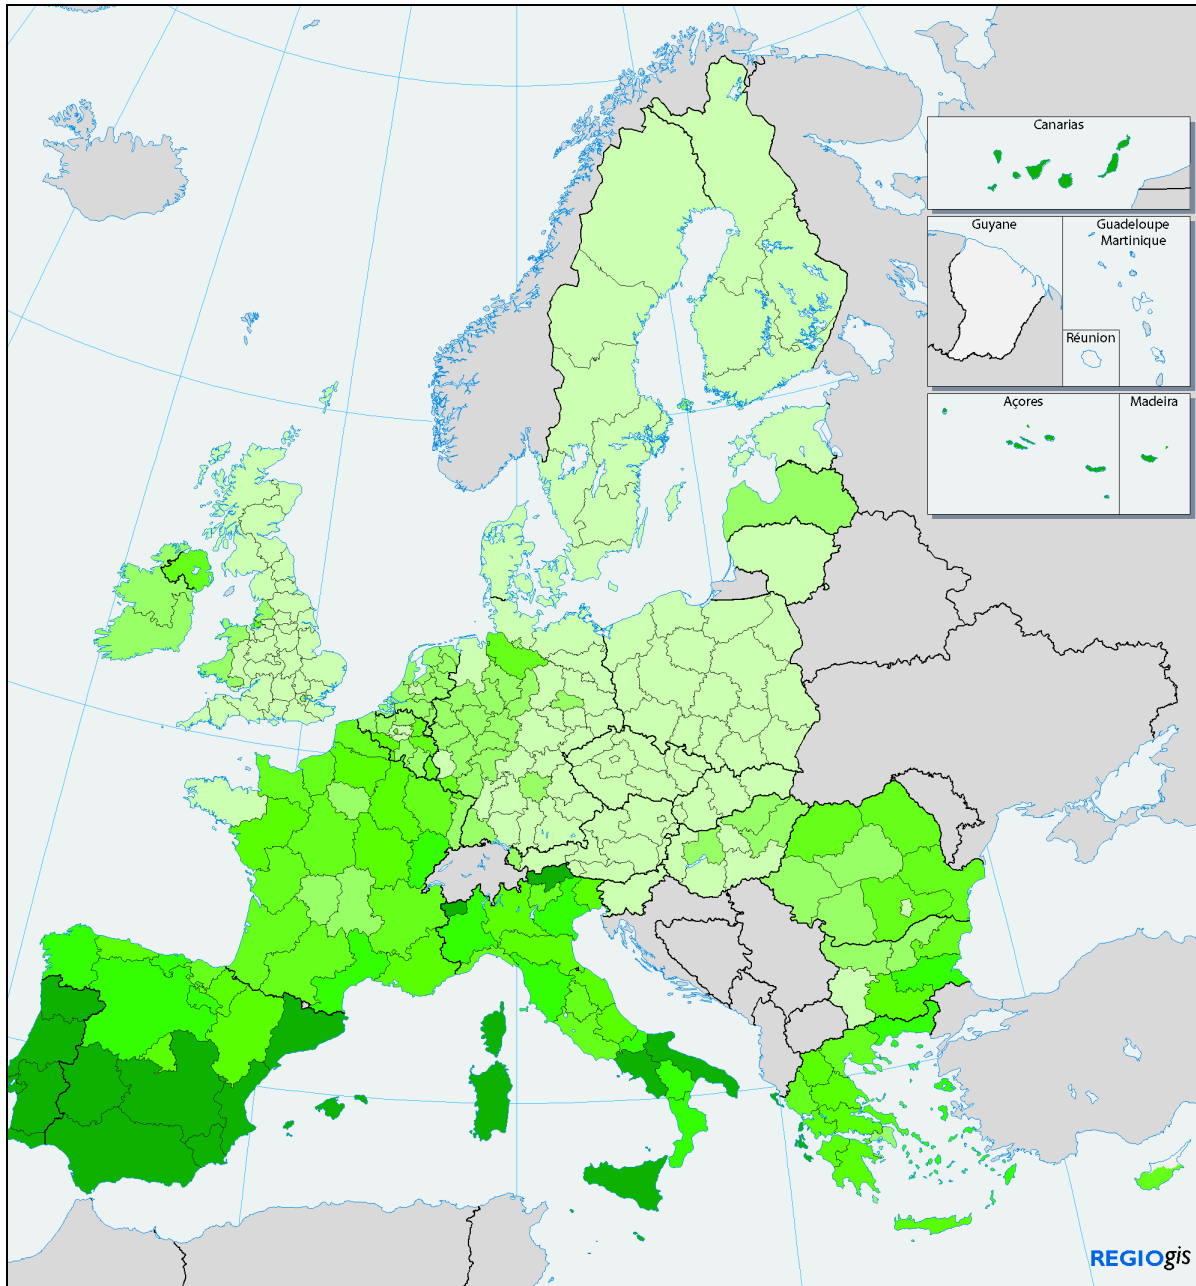 Canarias
Guyane
Guadeloupe
Martinique
Réunion
Açores
Madeira
REGIOgis